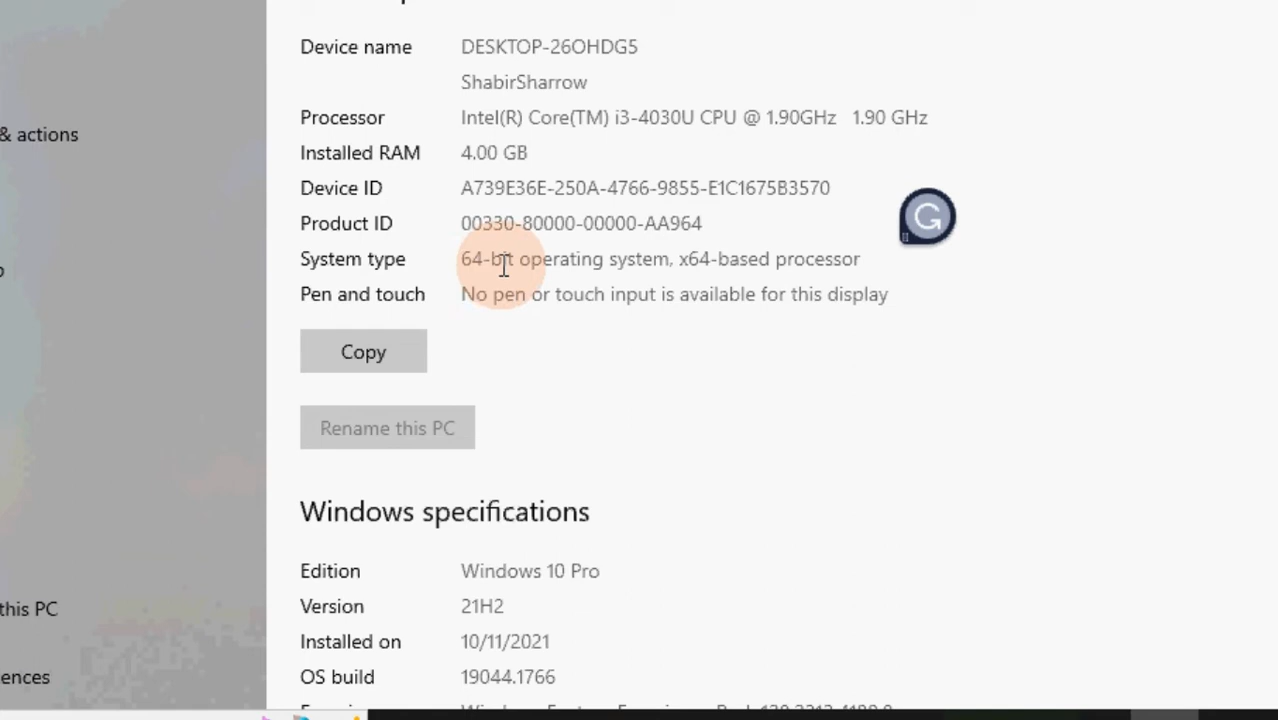 Device name DESKTOP-26OHDG5
ShabirSharrow
& actions
Processor Intel(R) Core(TM) i3-4030U CPU @ 1.90GHz 1.90 GHz
Installed RAM 4.00 GB
Device ID A739E36E-250A-4766-9855-E1C1675B3570
Product ID 00330-80000-00000-AA964
System type 64-bit operating system, x64-based processor
Pen and touch No pen or touch input is available for this display
Copy
Rename this PC
Windows specifications
Edition Windows 10 Pro
Version 21H2
this PC
Installed on 10/11/2021
OS build 19044.1766
ences